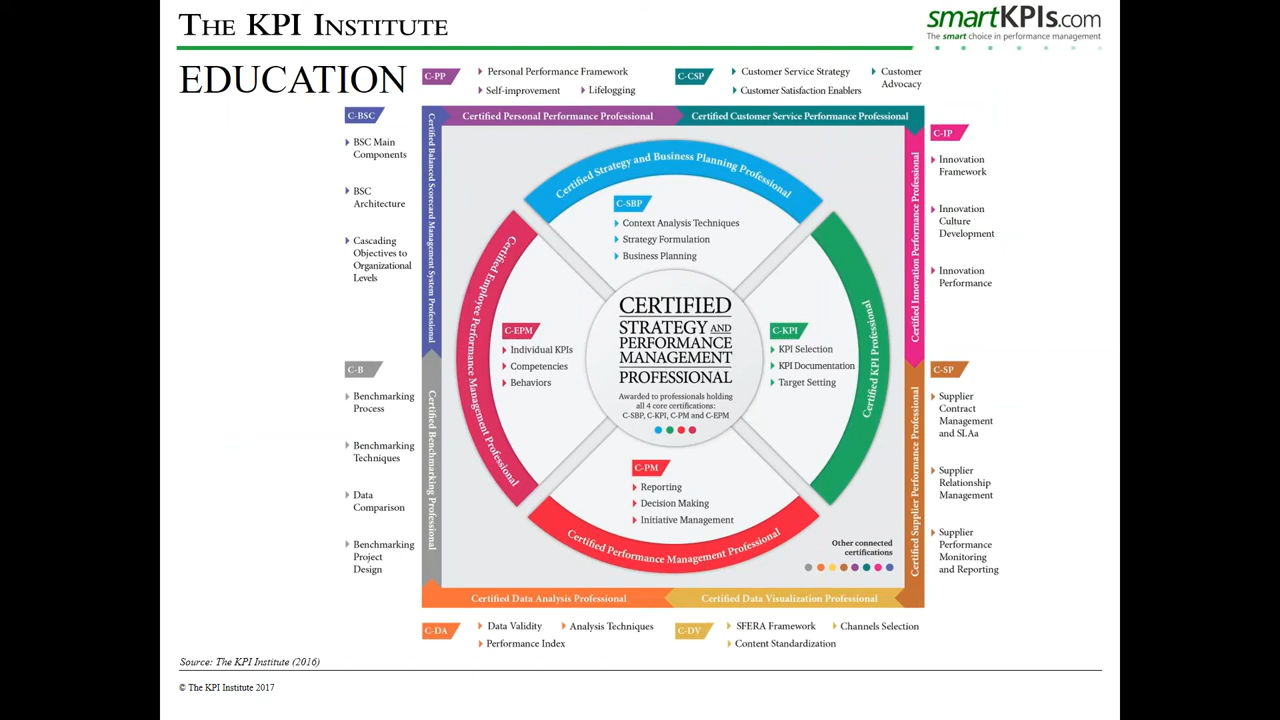 THE KPI INSTITUTE
smartKPIs.com
The smart choice in performance management
EDUCATION
C-PP
Personal Performance Framework
Self-improvement
Lifelogging
C-CSP
Customer Service Strategy
Customer Satisfaction Enablers
Customer
Advocacy
Certified Personal Performance Professional
Certified Customer Service Performance Professional
C-BSC
BSC Main
Components
BSC
Architecture
Cascading
Objectives to
Organizational
Levels
Certified Balanced Scorecard Management System Professional
C-B
Benchmarking
Process
Benchmarking
Techniques
Data
Comparison
Benchmarking
Project
Design
Certified Benchmarking Professional
Certified Strategy and Business Planning Professional
C-SBP
Context Analysis Techniques
Strategy Formulation
Business Planning
Certified Employee Performance Management Professional
C-EPM
Individual KPIs
Competencies
Behaviors
CERTIFIED
STRATEGY AND
PERFORMANCE
MANAGEMENT
PROFESSIONAL
Awarded to professionals holding
all 4 core certifications:
C-SBP, C-KPI, C-PM and C-EPM
C-KPI
KPI Selection
KPI Documentation
Target Setting
Certified KPI Professional
C-PM
Reporting
Decision Making
Initiative Management
Certified Performance Management Professional
Other connected
certifications
Certified Innovation Performance Professional
C-IP
Innovation
Framework
Innovation
Culture
Development
Innovation
Performance
Certified Supplier Performance Professional
C-SP
Supplier
Contract
Management
and SLAa
Supplier
Relationship
Management
Supplier
Performance
Monitoring
and Reporting
Certified Data Analysis Professional
Certified Data Visualization Professional
C-DA
Data Validity
Analysis Techniques
Performance Index
C-DV
SFERA Framework
Channels Selection
Content Standardization
Source: The KPI Institute (2016)
© The KPI Institute 2017